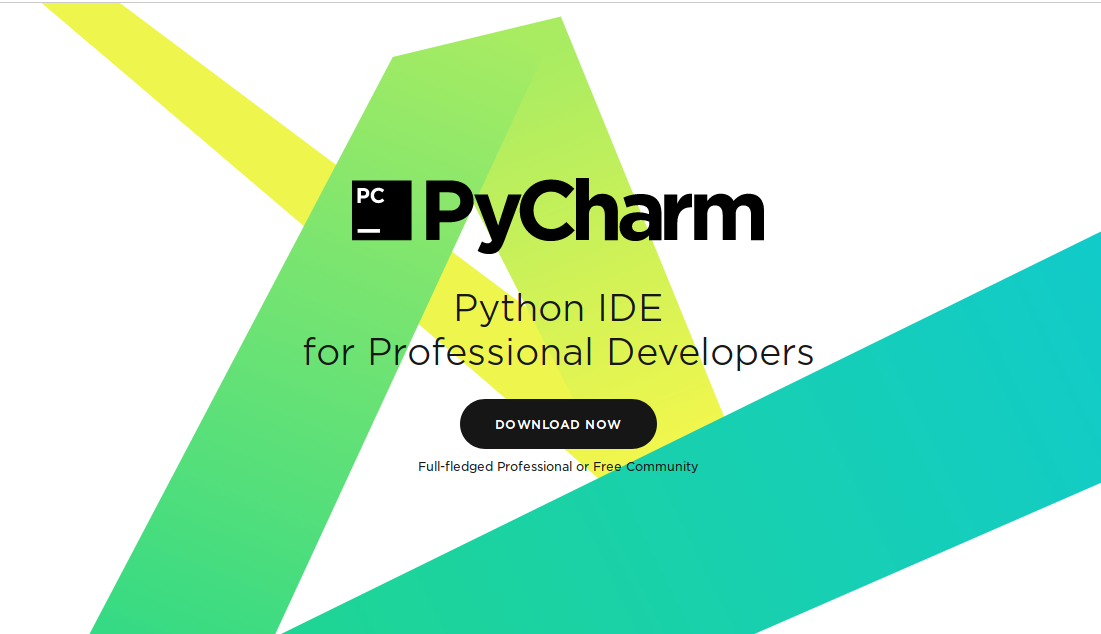 PC
PyCharm
Python IDE
for Professional Developers
DOWNLOAD NOW
Full-fledged Professional or Free Community